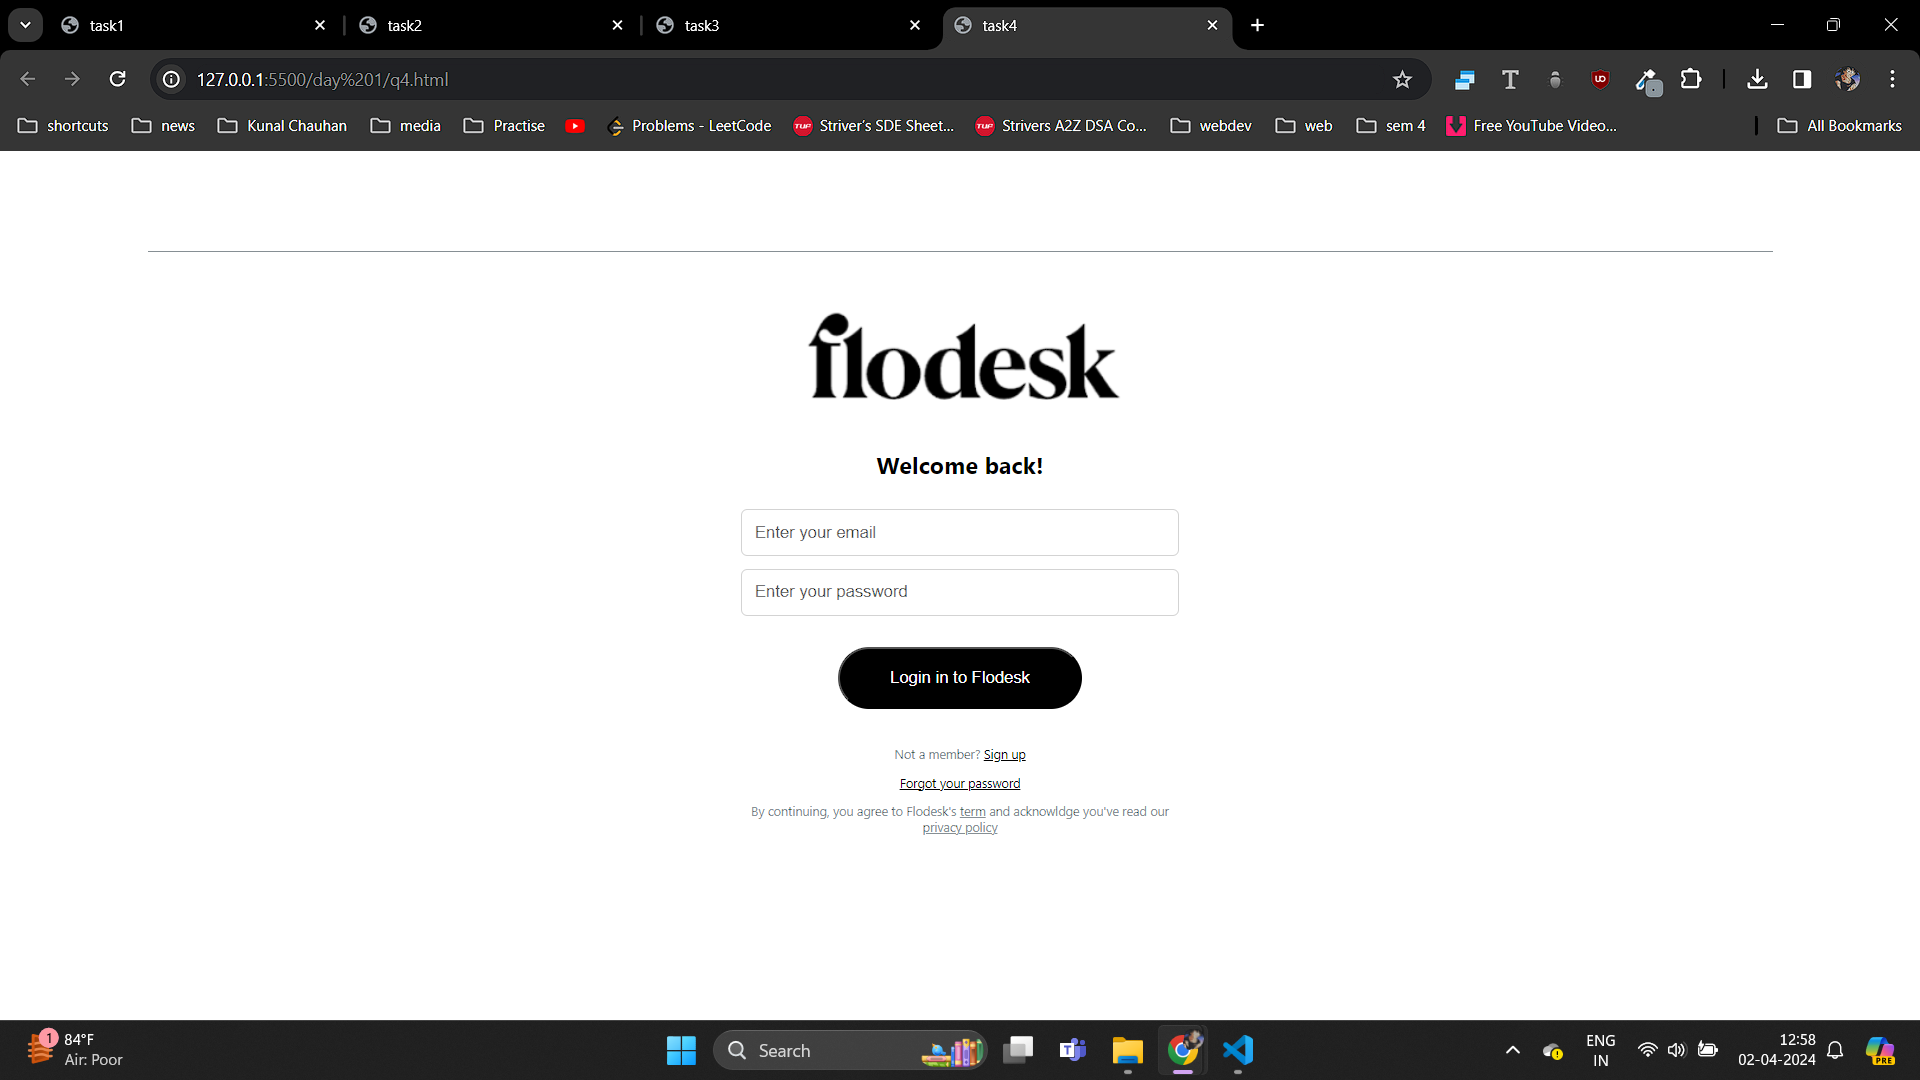 task1
task2
task3
task4
127.0.0.1:5500/day%201/q4.html
shortcuts
news
Kunal Chauhan
media
Practise
Problems - LeetCode
Striver's SDE Sheet...
Strivers A2Z DSA Co...
webdev
web
sem 4
Free YouTube Video...
All Bookmarks
flodesk
Welcome back!
Enter your email
Enter your password
Login in to Flodesk
Not a member? Sign up
Forgot your password
By continuing, you agree to Flodesk's term and acknowldge you've read our
privacy policy
1
84°F
Air: Poor
Search
ENG
IN
12:58
02-04-2024
PRE